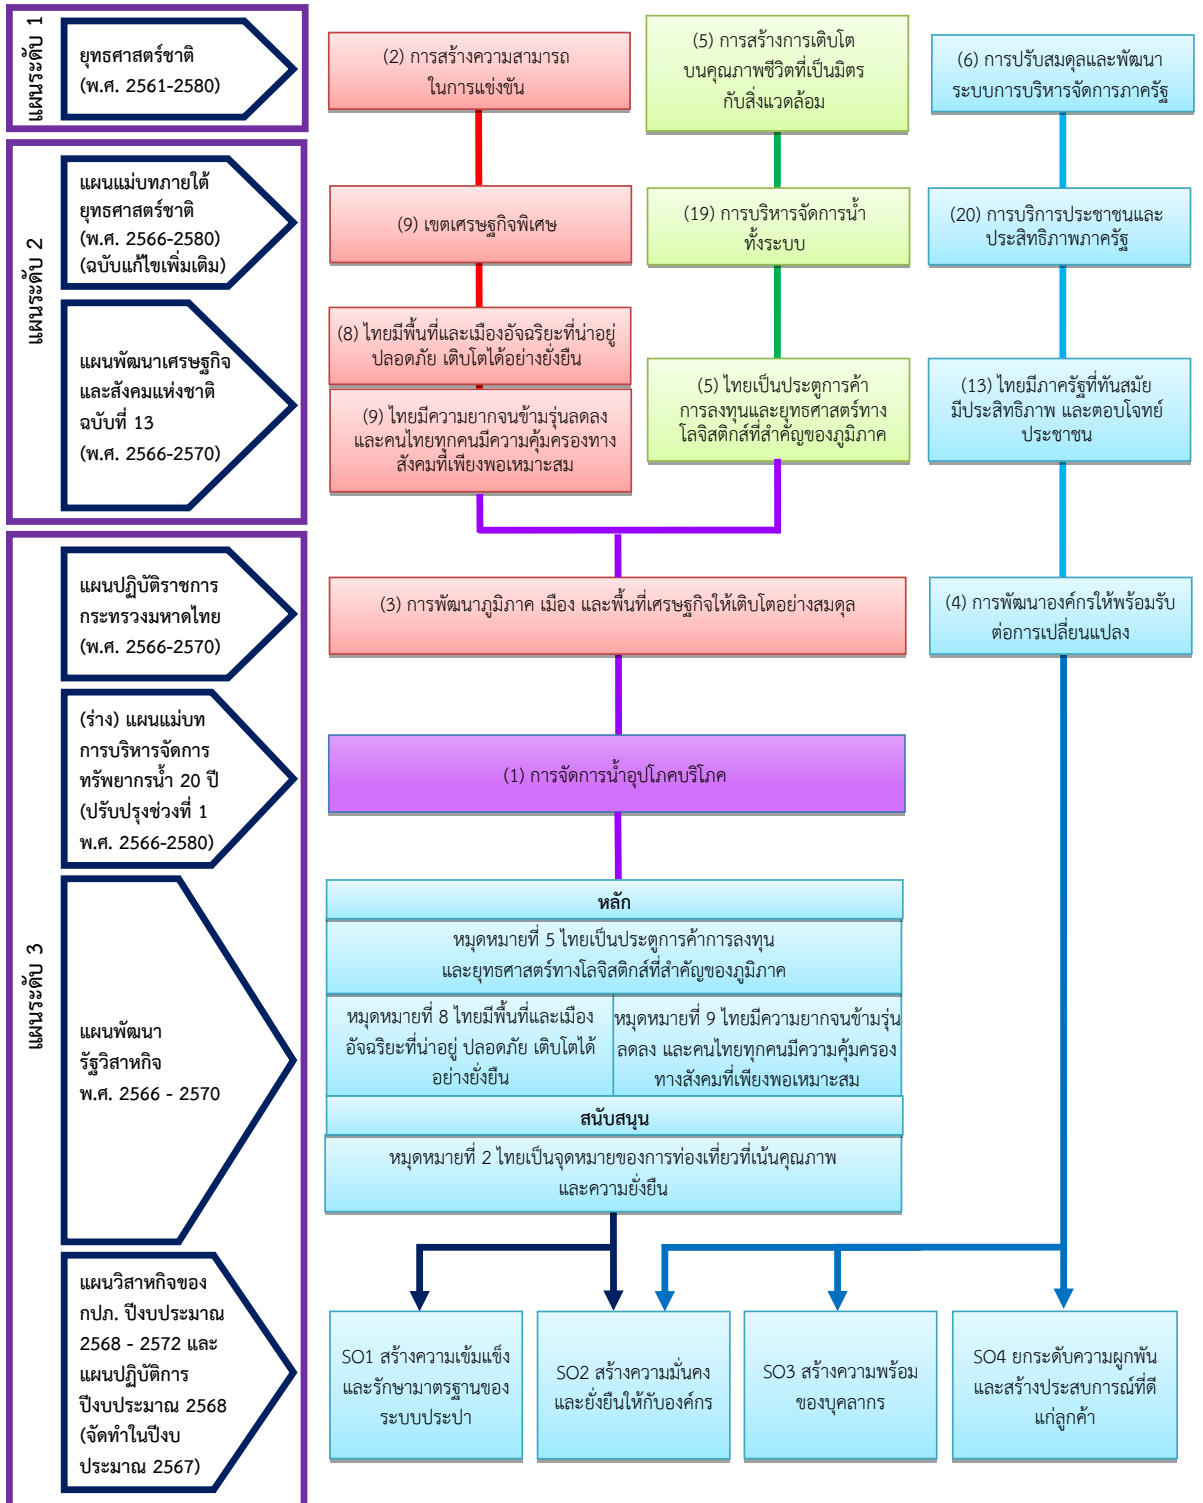 แผนระดับ 1
ยุทธศาสตร์ชาติ
(พ.ศ. 2561-2580)
(2) การสร้างความสามารถ
ในการแข่งขัน
(5) การสร้างการเติบโต
บนคุณภาพชีวิตที่เป็นมิตร
กับสิ่งแวดล้อม
(6) การปรับสมดุลและพัฒนา
ระบบการบริหารจัดการภาครัฐ
แผนระดับ 2
แผนแม่บทภายใต้
ยุทธศาสตร์ชาติ
(พ.ศ. 2566-2580)
(ฉบับแก้ไขเพิ่มเติม)
(9) เขตเศรษฐกิจพิเศษ
(19) การบริหารจัดการน้ำ
ทั้งระบบ
(20) การบริการประชาชนและ
ประสิทธิภาพภาครัฐ
แผนพัฒนาเศรษฐกิจ
และสังคมแห่งชาติ
ฉบับที่ 13
(พ.ศ. 2566-2570)
(8) ไทยมีพื้นที่และเมืองอัจฉริยะที่น่าอยู่
ปลอดภัย เติบโตได้อย่างยั่งยืน
(9) ไทยมีความยากจนข้ามรุ่นลดลง
และคนไทยทุกคนมีความคุ้มครองทาง
สังคมที่เพียงพอเหมาะสม
(5) ไทยเป็นประตูการค้า
การลงทุนและยุทธศาสตร์ทาง
โลจิสติกส์ที่สำคัญของภูมิภาค
(13) ไทยมีภาครัฐที่ทันสมัย
มีประสิทธิภาพ และตอบโจทย์
ประชาชน
แผนระดับ 3
แผนปฏิบัติราชการ
กระทรวงมหาดไทย
(พ.ศ. 2566-2570)
(3) การพัฒนาภูมิภาค เมือง และพื้นที่เศรษฐกิจให้เติบโตอย่างสมดุล
(4) การพัฒนาองค์กรให้พร้อมรับ
ต่อการเปลี่ยนแปลง
(ร่าง) แผนแม่บท
การบริหารจัดการ
ทรัพยากรน้ำ 20 ปี
(ปรับปรุงช่วงที่ 1
พ.ศ. 2566-2580)
(1) การจัดการน้ำอุปโภคบริโภค
แผนพัฒนา
รัฐวิสาหกิจ
พ.ศ. 2566 - 2570
หลัก
หมุดหมายที่ 5 ไทยเป็นประตูการค้าการลงทุน
และยุทธศาสตร์ทางโลจิสติกส์ที่สำคัญของภูมิภาค
หมุดหมายที่ 8 ไทยมีพื้นที่และเมือง
อัจฉริยะที่น่าอยู่ ปลอดภัย เติบโตได้
อย่างยั่งยืน
หมุดหมายที่ 9 ไทยมีความยากจนข้ามรุ่น
ลดลง และคนไทยทุกคนมีความคุ้มครอง
ทางสังคมที่เพียงพอเหมาะสม
สนับสนุน
หมุดหมายที่ 2 ไทยเป็นจุดหมายของการท่องเที่ยวที่เน้นคุณภาพ
และความยั่งยืน
แผนวิสาหกิจของ
กปภ. ปีงบประมาณ
2568 - 2572 และ
แผนปฏิบัติการ
ปีงบประมาณ 2568
(จัดทำในปีงบ
ประมาณ 2567)
SO1 สร้างความเข้มแข็ง
และรักษามาตรฐานของ
ระบบประปา
SO2 สร้างความมั่นคง
และยั่งยืนให้กับองค์กร
SO3 สร้างความพร้อม
ของบุคลากร
SO4 ยกระดับความผูกพัน
และสร้างประสบการณ์ที่ดี
แก่ลูกค้า